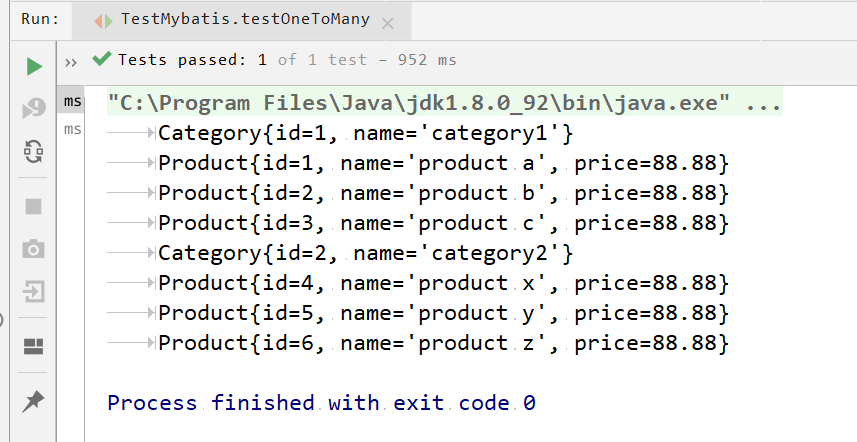 Run: TestMybatis.testOneToMany
>> Tests passed: 1 of 1 test – 952 ms
ms "C:\Program Files\Java\jdk1.8.0_92\bin\java.exe" ...
ms Category{id=1, name='category1'}
Product{id=1, name='product a', price=88.88}
Product{id=2, name='product b', price=88.88}
Product{id=3, name='product c', price=88.88}
Category{id=2, name='category2'}
Product{id=4, name='product x', price=88.88}
Product{id=5, name='product y', price=88.88}
Product{id=6, name='product z', price=88.88}
Process finished with exit code 0